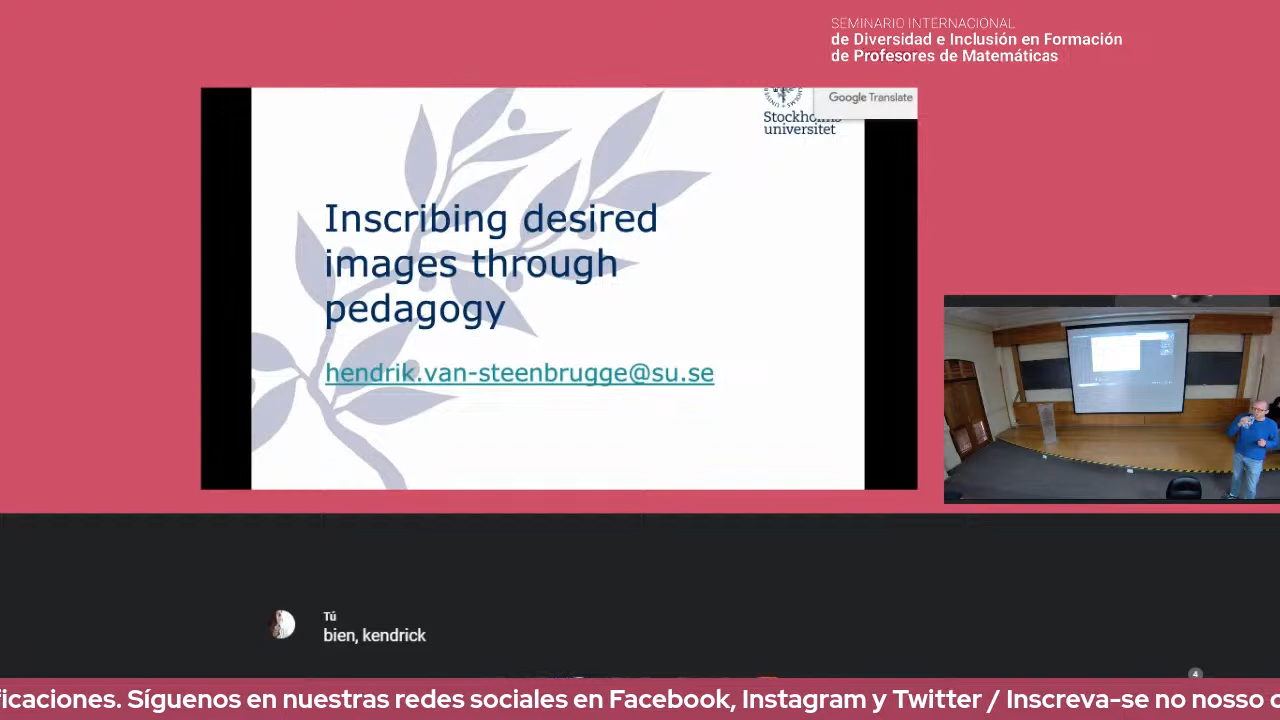 SEMINARIO INTERNACIONAL
de Diversidad e Inclusión en Formación
de Profesores de Matemáticas
Google Translate
Stockholms
universitet
Inscribing desired
images through
pedagogy
hendrik.van-steenbrugge@su.se
Tú
bien, kendrick
4
ificaciones. Síguenos en nuestras redes sociales en Facebook, Instagram y Twitter / Inscreva-se no nosso c